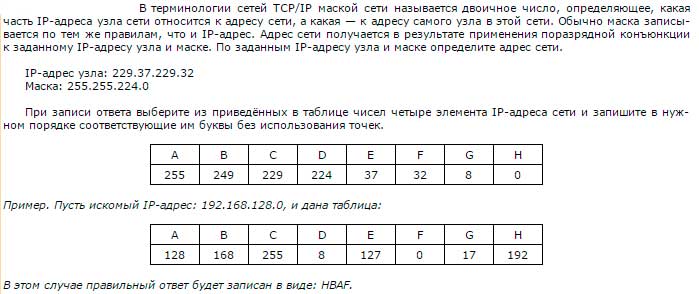 В терминологии сетей TCP/IP маской сети называется двоичное число, определяющее, какая
часть IP-адреса узла сети относится к адресу сети, а какая — к адресу самого узла в этой сети. Обычно маска записы-
вается по тем же правилам, что и IP-адрес. Адрес сети получается в результате применения поразрядной конъюнкции
к заданному IP-адресу узла и маске. По заданным IP-адресу узла и маске определите адрес сети.
IP-адрес узла: 229.37.229.32
Маска: 255.255.224.0
При записи ответа выберите из приведённых в таблице чисел четыре элемента IP-адреса сети и запишите в нуж-
ном порядке соответствующие им буквы без использования точек.
A B C D E F G H
255 249 229 224 37 32 8 0
Пример. Пусть искомый IP-адрес: 192.168.128.0, и дана таблица:
A B C D E F G H
128 168 255 8 127 0 17 192
В этом случае правильный ответ будет записан в виде: HBAF.